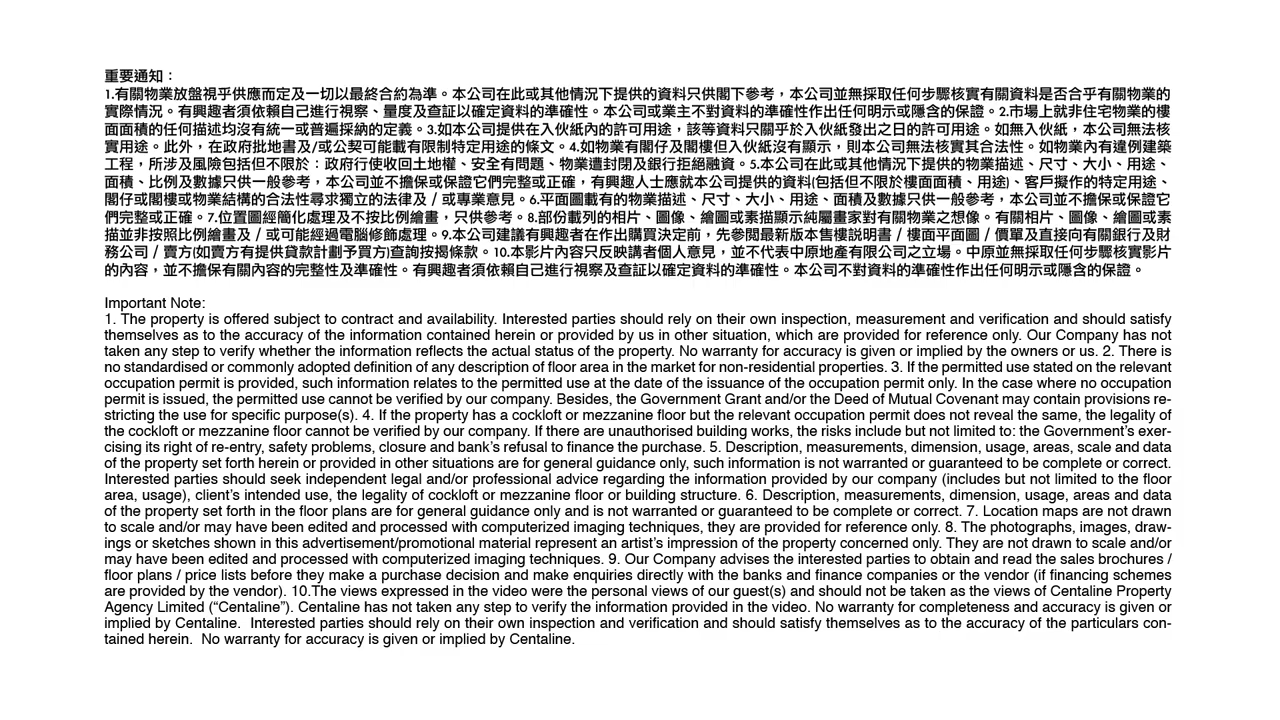 重要通知：
1.有關物業放盤視乎供應而定及一切以最終合約為準。本公司在此或其他情況下提供的資料只供閣下參考，本公司並無採取任何步驟核實有關資料是否合乎有關物業的
實際情況。有興趣者須依賴自己進行視察、量度及查証以確定資料的準確性。本公司或業主不對資料的準確性作出任何明示或隱含的保證。2.市場上就非住宅物業的樓
面面積的任何描述均沒有統一或普遍採納的定義。3.如本公司提供在入伙紙內的許可用途，該等資料只關乎於入伙紙發出之日的許可用途。如無入伙紙，本公司無法核
實用途。此外，在政府批地書及/或公契可能載有限制特定用途的條文。4.如物業有閣仔及閣樓但入伙紙沒有顯示，則本公司無法核實其合法性。如物業內有違例建築
工程，所涉及風險包括但不限於：政府行使收回土地權、安全有問題、物業遭封閉及銀行拒絕融資。5.本公司在此或其他情況下提供的物業描述、尺寸、大小、用途、
面積、比例及數據只供一般參考，本公司並不擔保或保證它們完整或正確，有興趣人士應就本公司提供的資料(包括但不限於樓面面積、用途)、客戶擬作的特定用途、
閣仔或閣樓或物業結構的合法性尋求獨立的法律及 / 或專業意見。6.平面圖載有的物業描述、尺寸、大小、用途、面積及數據只供一般參考，本公司並不擔保或保證它
們完整或正確。7.位置圖經簡化處理及不按比例繪畫，只供參考。8.部份載列的相片、圖像、繪圖或素描顯示純屬畫家對有關物業之想像。有關相片、圖像、繪圖或素
描並非按照比例繪畫及 / 或可能經過電腦修飾處理。9.本公司建議有興趣者在作出購買決定前，先參閱最新版本售樓説明書 / 樓面平面圖 / 價單及直接向有關銀行及財
務公司 / 賣方(如賣方有提供貸款計劃予買方)查詢按揭條款。10.本影片內容只反映講者個人意見，並不代表中原地產有限公司之立場。中原並無採取任何步驟核實影片
的內容，並不擔保有關內容的完整性及準確性。有興趣者須依賴自己進行視察及查証以確定資料的準確性。本公司不對資料的準確性作出任何明示或隱含的保證。
Important Note:
1. The property is offered subject to contract and availability. Interested parties should rely on their own inspection, measurement and verification and should satisfy
themselves as to the accuracy of the information contained herein or provided by us in other situation, which are provided for reference only. Our Company has not
taken any step to verify whether the information reflects the actual status of the property. No warranty for accuracy is given or implied by the owners or us. 2. There is
no standardised or commonly adopted definition of any description of floor area in the market for non-residential properties. 3. If the permitted use stated on the relevant
occupation permit is provided, such information relates to the permitted use at the date of the issuance of the occupation permit only. In the case where no occupation
permit is issued, the permitted use cannot be verified by our company. Besides, the Government Grant and/or the Deed of Mutual Covenant may contain provisions re-
stricting the use for specific purpose(s). 4. If the property has a cockloft or mezzanine floor but the relevant occupation permit does not reveal the same, the legality of
the cockloft or mezzanine floor cannot be verified by our company. If there are unauthorised building works, the risks include but not limited to: the Government’s exer-
cising its right of re-entry, safety problems, closure and bank’s refusal to finance the purchase. 5. Description, measurements, dimension, usage, areas, scale and data
of the property set forth herein or provided in other situations are for general guidance only, such information is not warranted or guaranteed to be complete or correct.
Interested parties should seek independent legal and/or professional advice regarding the information provided by our company (includes but not limited to the floor
area, usage), client’s intended use, the legality of cockloft or mezzanine floor or building structure. 6. Description, measurements, dimension, usage, areas and data
of the property set forth in the floor plans are for general guidance only and is not warranted or guaranteed to be complete or correct. 7. Location maps are not drawn
to scale and/or may have been edited and processed with computerized imaging techniques, they are provided for reference only. 8. The photographs, images, draw-
ings or sketches shown in this advertisement/promotional material represent an artist’s impression of the property concerned only. They are not drawn to scale and/or
may have been edited and processed with computerized imaging techniques. 9. Our Company advises the interested parties to obtain and read the sales brochures /
floor plans / price lists before they make a purchase decision and make enquiries directly with the banks and finance companies or the vendor (if financing schemes
are provided by the vendor). 10.The views expressed in the video were the personal views of our guest(s) and should not be taken as the views of Centaline Property
Agency Limited (“Centaline”). Centaline has not taken any step to verify the information provided in the video. No warranty for completeness and accuracy is given or
implied by Centaline.  Interested parties should rely on their own inspection and verification and should satisfy themselves as to the accuracy of the particulars con-
tained herein.  No warranty for accuracy is given or implied by Centaline.